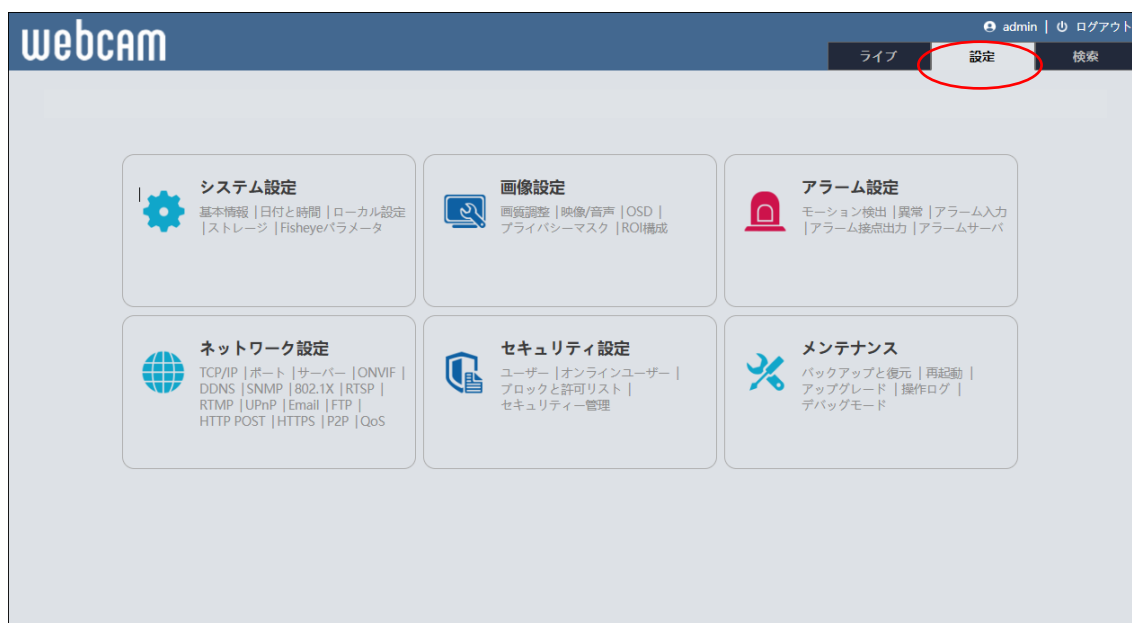 webcam
admin | ログアウト
ライブ 設定 検索
システム設定
基本情報 | 日付と時間 | ローカル設定
| ストレージ | Fisheyeパラメータ
画像設定
画質調整 | 映像/音声 | OSD |
プライバシーマスク | ROI構成
アラーム設定
モーション検出 | 異常 | アラーム入力
| アラーム接点出力 | アラームサーバ
ネットワーク設定
TCP/IP | ポート | サーバー | ONVIF |
DDNS | SNMP | 802.1X | RTSP |
RTMP | UPnP | Email | FTP |
HTTP POST | HTTPS | P2P | QoS
セキュリティ設定
ユーザー | オンラインユーザー |
ブロックと許可リスト |
セキュリティー管理
メンテナンス
バックアップと復元 | 再起動 |
アップグレード | 操作ログ |
デバッグモード